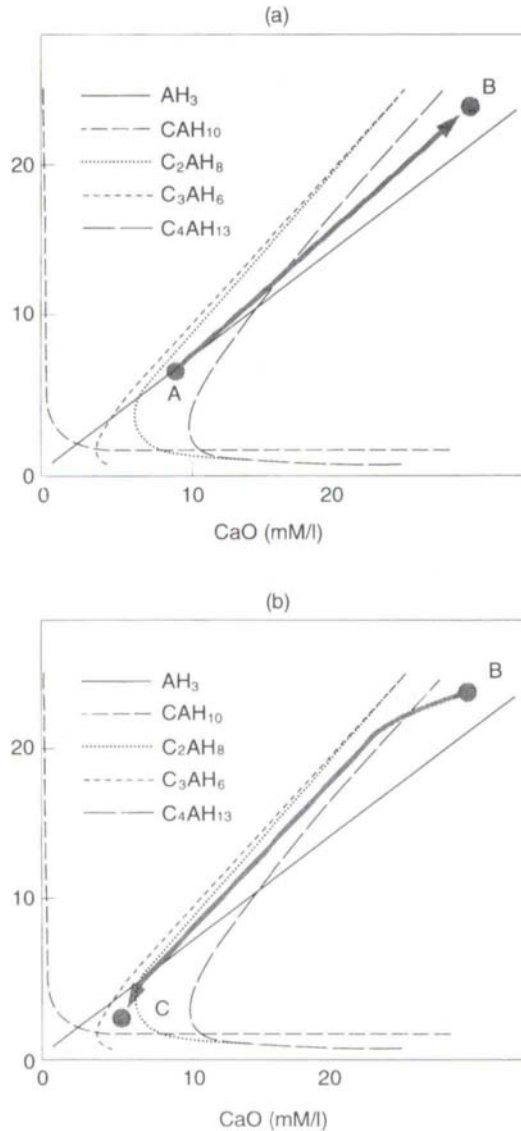 (a)
B
AH₃
CAH₁₀
C₂AH₈
C₃AH₆
C₄AH₁₃
20
10
A
0
0 10 20
CaO (mM/l)
(b)
B
AH₃
CAH₁₀
C₂AH₈
C₃AH₆
C₄AH₁₃
20
10
C
0
0 10 20
CaO (mM/l)